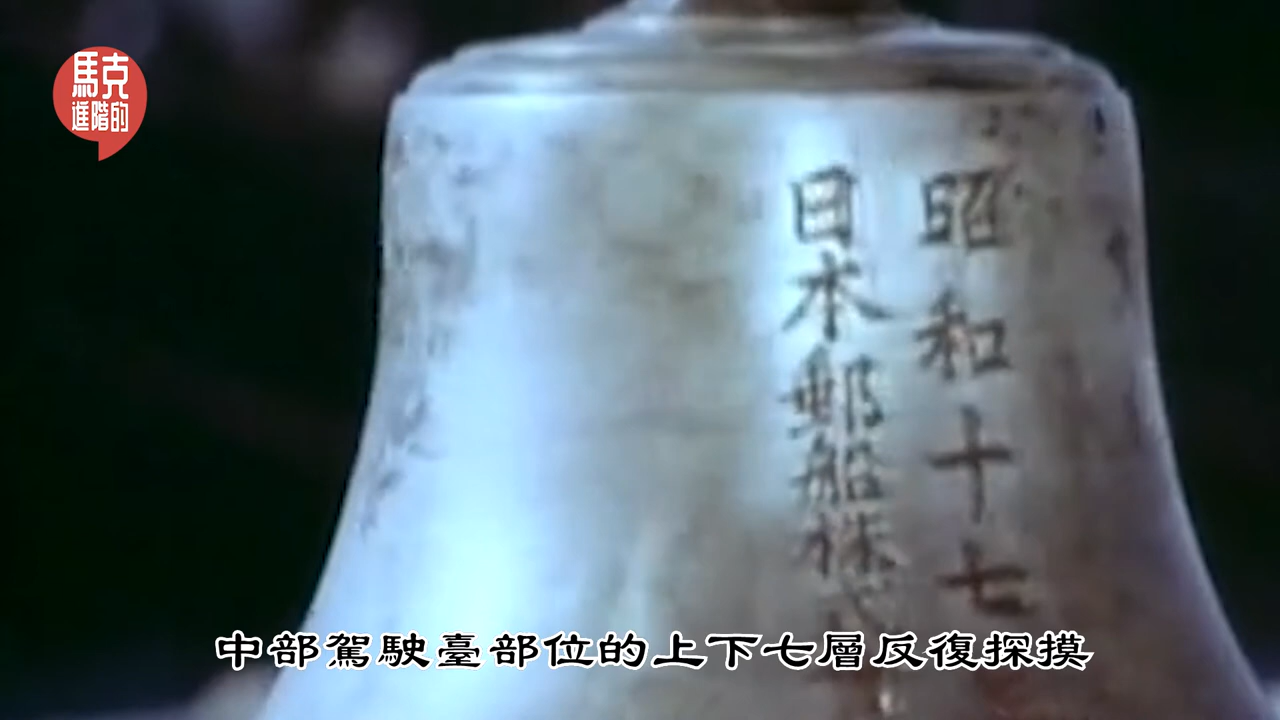 馬克
進階的
昭和十七
日本郵船株
中部駕駛臺部位的上下七層反復探摸